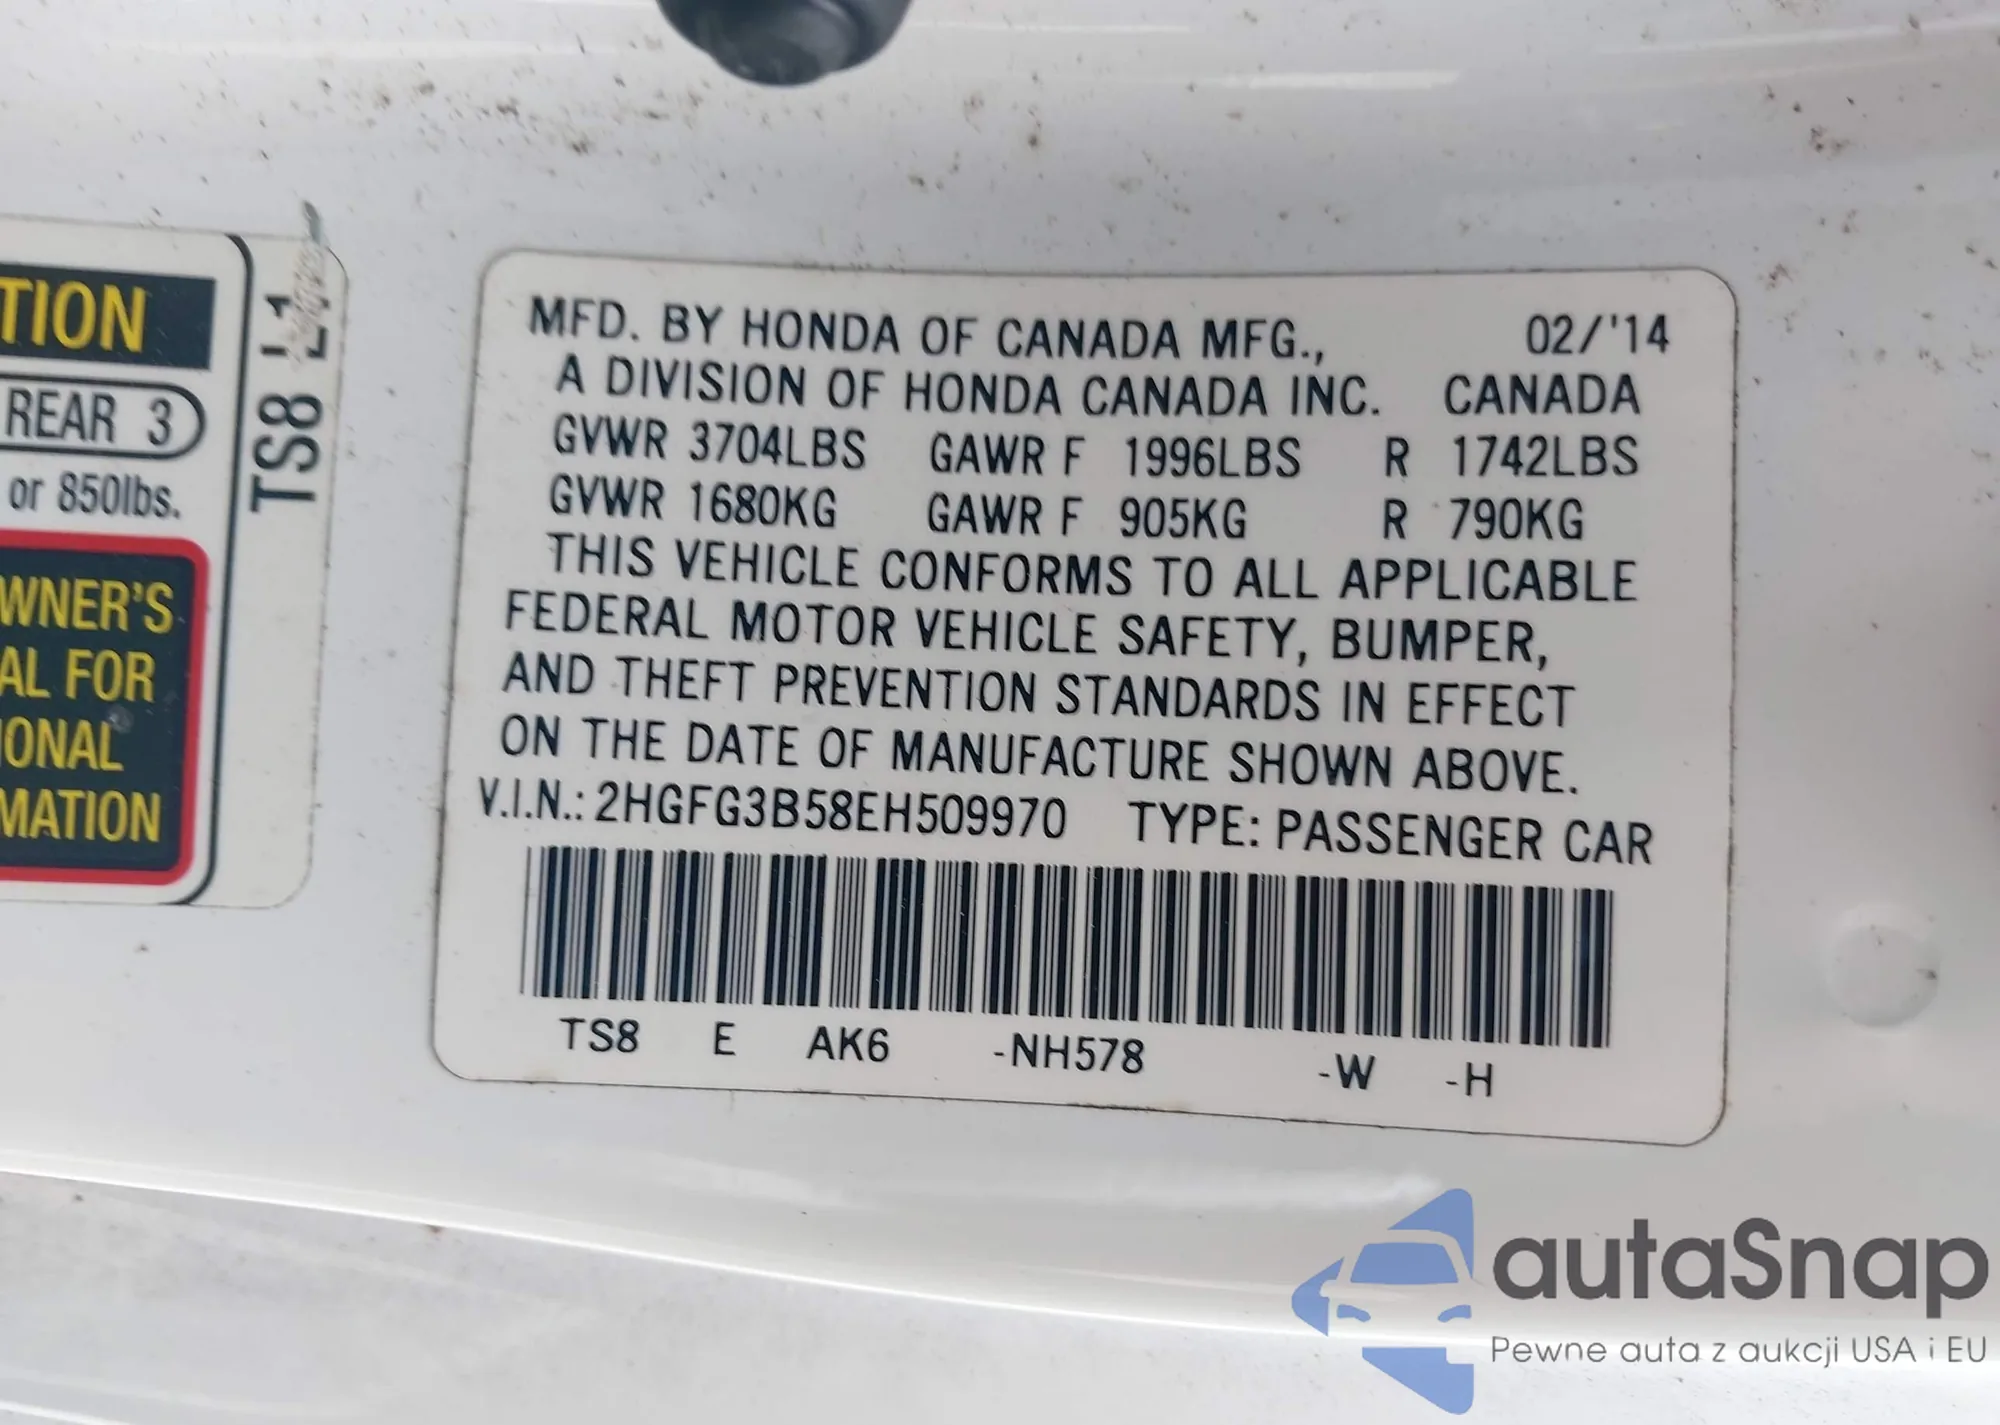 TION
REAR 3
or 850lbs.
WNER'S
AL FOR
IONAL
MATION
TS8 L1
MFD. BY HONDA OF CANADA MFG., 02/'14
A DIVISION OF HONDA CANADA INC. CANADA
GVWR 3704LBS GAWR F 1996LBS R 1742LBS
GVWR 1680KG GAWR F 905KG R 790KG
THIS VEHICLE CONFORMS TO ALL APPLICABLE
FEDERAL MOTOR VEHICLE SAFETY, BUMPER,
AND THEFT PREVENTION STANDARDS IN EFFECT
ON THE DATE OF MANUFACTURE SHOWN ABOVE.
V.I.N.: 2HGFG3B58EH509970 TYPE: PASSENGER CAR
TS8 E AK6 -NH578 -W -H
autaSnap
Pewne auta z aukcji USA i EU